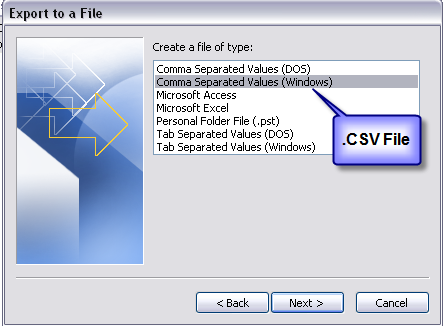 Export to a File
Create a file of type:
Comma Separated Values (DOS)
Comma Separated Values (Windows)
Microsoft Access
Microsoft Excel
Personal Folder File (.pst)
Tab Separated Values (DOS)
Tab Separated Values (Windows)
.CSV File
< Back
Next >
Cancel